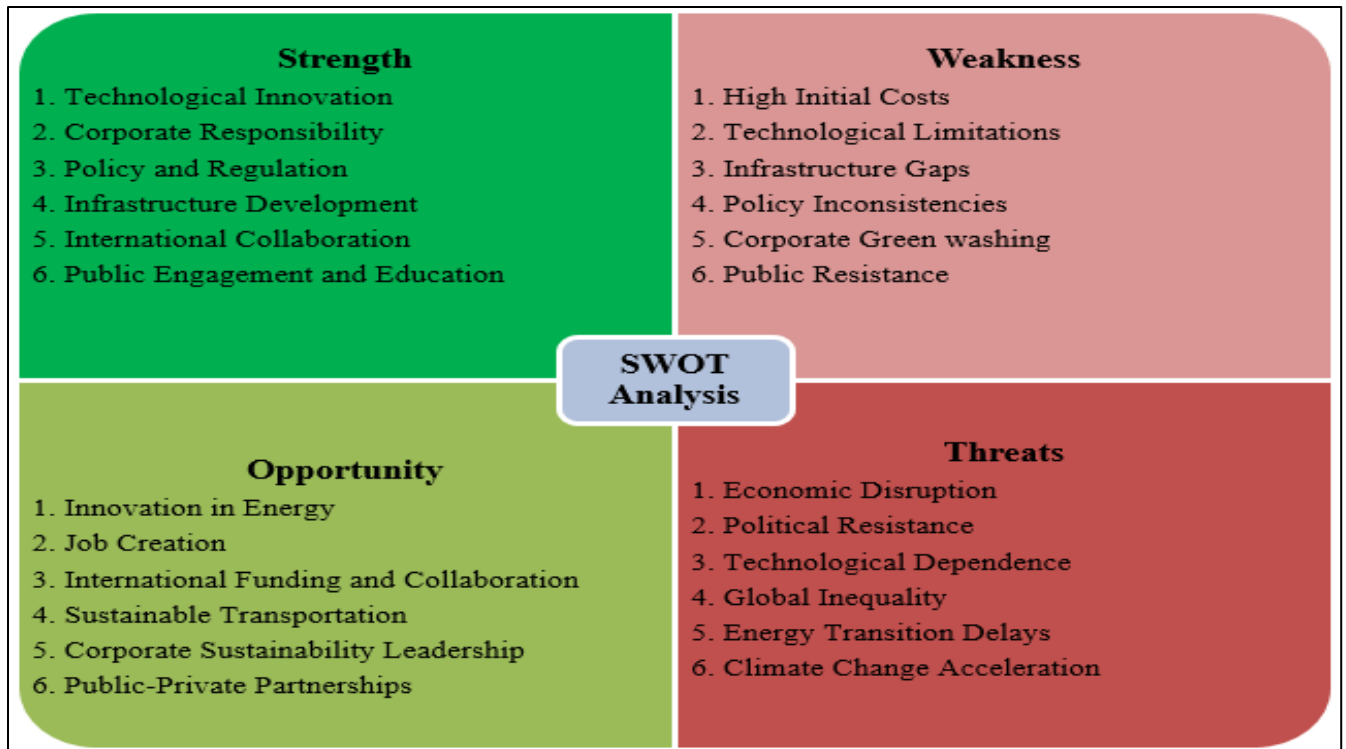 Strength
1. Technological Innovation
2. Corporate Responsibility
3. Policy and Regulation
4. Infrastructure Development
5. International Collaboration
6. Public Engagement and Education
Weakness
1. High Initial Costs
2. Technological Limitations
3. Infrastructure Gaps
4. Policy Inconsistencies
5. Corporate Green washing
6. Public Resistance
SWOT
Analysis
Opportunity
1. Innovation in Energy
2. Job Creation
3. International Funding and Collaboration
4. Sustainable Transportation
5. Corporate Sustainability Leadership
6. Public-Private Partnerships
Threats
1. Economic Disruption
2. Political Resistance
3. Technological Dependence
4. Global Inequality
5. Energy Transition Delays
6. Climate Change Acceleration